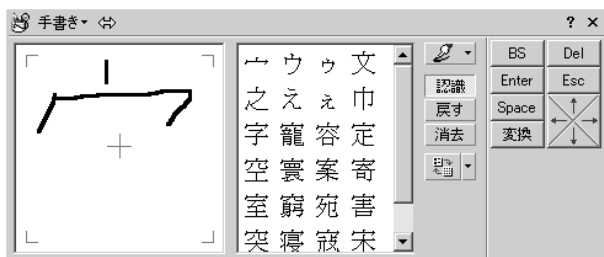 手書き
? ×
宀 ウ ゥ 文
之 え ぇ 巾
字 寵 容 定
空 寰 案 寄
室 窮 宛 害
突 寝 寇 宋
認識
戻す
消去
BS Del
Enter Esc
Space
変換